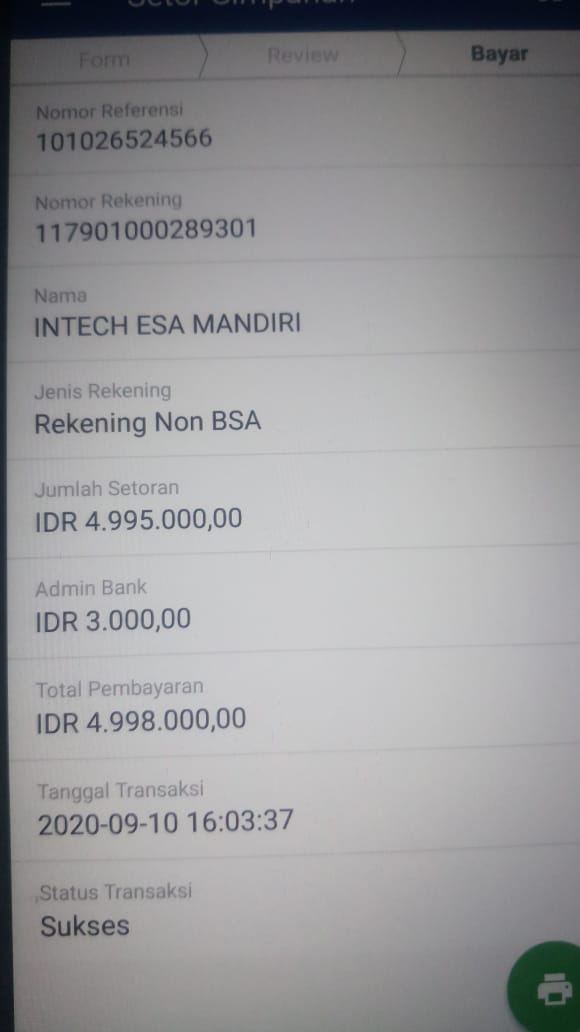 Form
Review
Bayar
Nomor Referensi
101026524566
Nomor Rekening
117901000289301
Nama
INTECH ESA MANDIRI
Jenis Rekening
Rekening Non BSA
Jumlah Setoran
IDR 4.995.000,00
Admin Bank
IDR 3.000,00
Total Pembayaran
IDR 4.998.000,00
Tanggal Transaksi
2020-09-10 16:03:37
Status Transaksi
Sukses